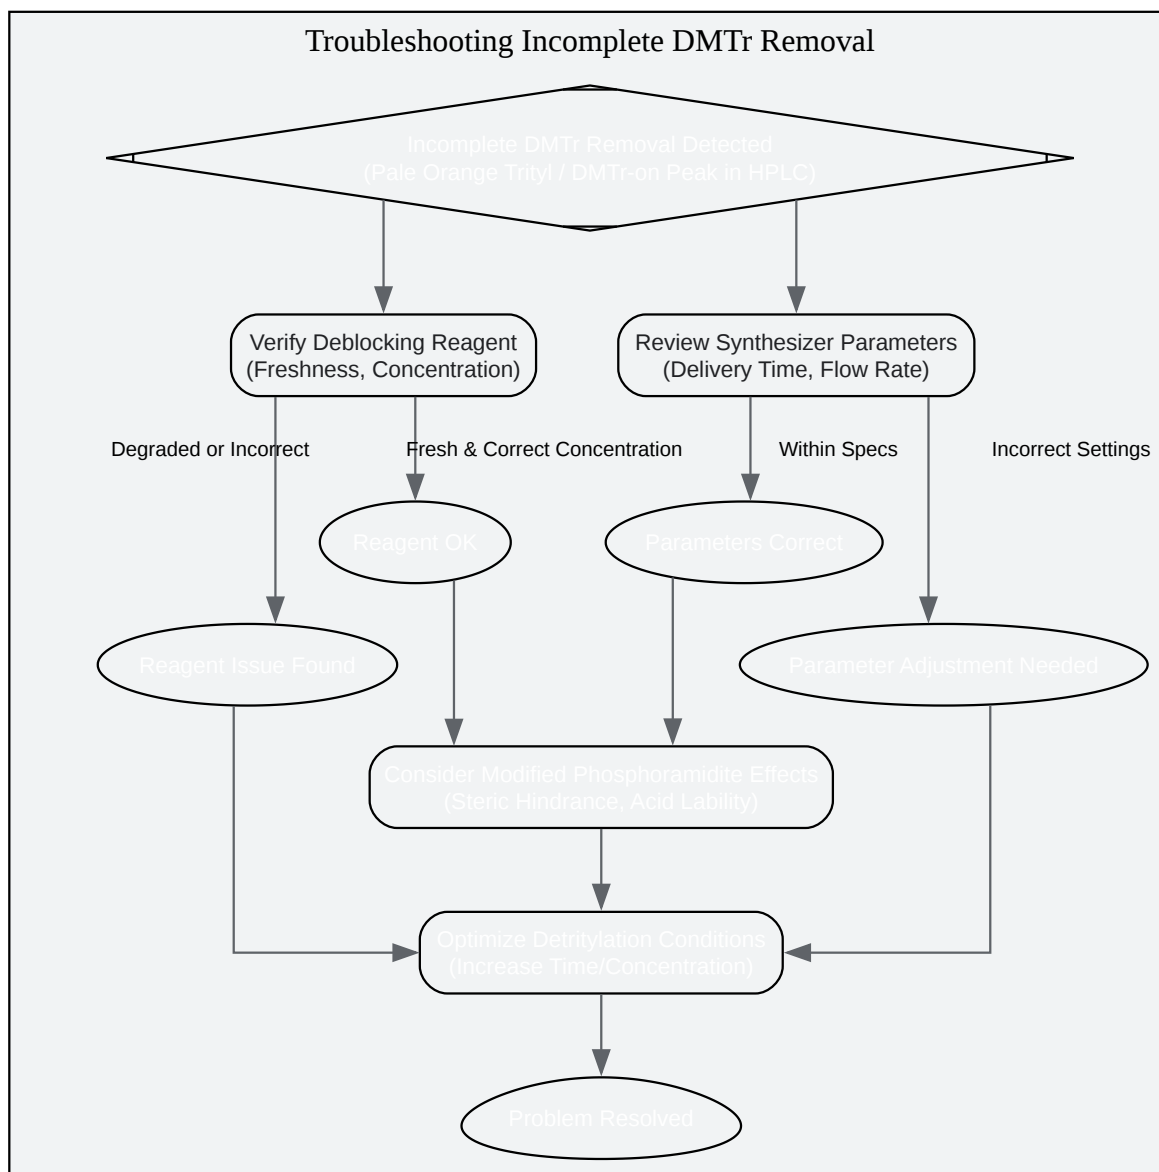 Troubleshooting Incomplete DMTr Removal
Incomplete DMTr Removal Detected
(Pale Orange Trityl / DMTr-on Peak in HPLC)
Verify Deblocking Reagent
(Freshness, Concentration)
Review Synthesizer Parameters
(Delivery Time, Flow Rate)
Degraded or Incorrect
Fresh & Correct Concentration
Within Specs
Incorrect Settings
Reagent OK
Parameters Correct
Reagent Issue Found
Parameter Adjustment Needed
Consider Modified Phosphoramidite Effects
(Steric Hindrance, Acid Lability)
Optimize Detritylation Conditions
(Increase Time/Concentration)
Problem Resolved